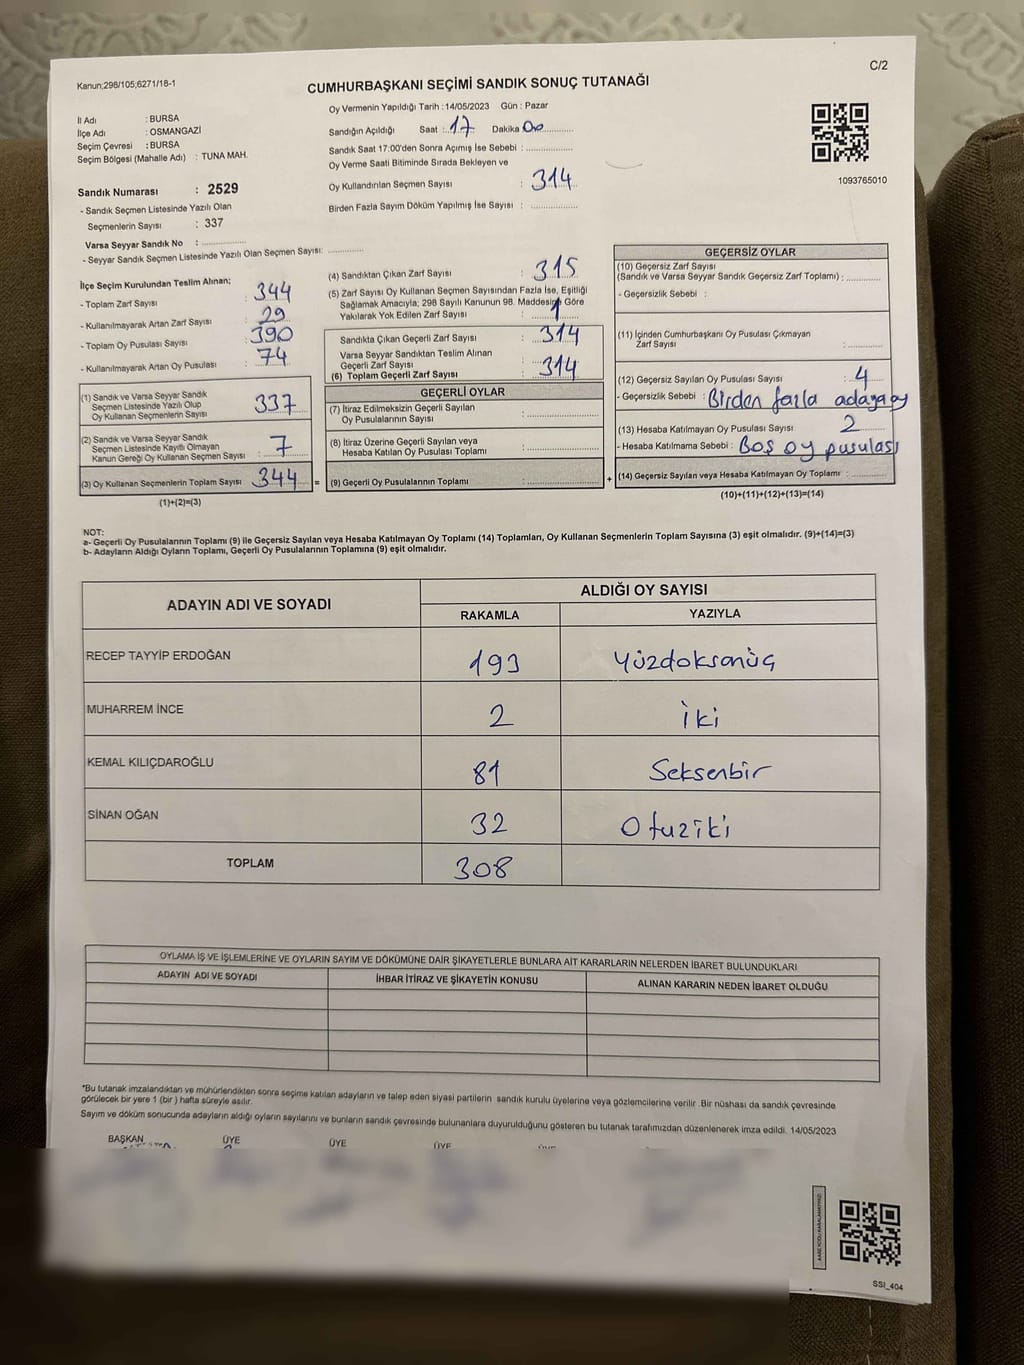 Kanun;298/105;6271/18-1
C/2
CUMHURBAŞKANI SEÇİMİ SANDIK SONUÇ TUTANAĞI
İl Adı : BURSA
İlçe Adı : OSMANGAZİ
Seçim Çevresi : BURSA
Seçim Bölgesi (Mahalle Adı) : TUNA MAH.
Sandık Numarası : 2529
- Sandık Seçmen Listesinde Yazılı Olan
Seçmenlerin Sayısı : 337
Varsa Seyyar Sandık No :
- Seyyar Sandık Seçmen Listesinde Yazılı Olan Seçmen Sayısı:
Oy Vermenin Yapıldığı Tarih :14/05/2023 Gün : Pazar
Sandığın Açıldığı Saat : 17 Dakika 00
Sandık Saat 17:00'den Sonra Açımış İse Sebebi :
Oy Verme Saati Bitiminde Sırada Bekleyen ve
Oy Kullandırılan Seçmen Sayısı : 314
Birden Fazla Sayım Döküm Yapılmış İse Sayısı :
1093765010
İlçe Seçim Kurulundan Teslim Alınan;
- Toplam Zarf Sayısı : 344
- Kullanılmayarak Artan Zarf Sayısı : 29
- Toplam Oy Pusulası Sayısı : 390
- Kullanılmayarak Artan Oy Pusulası : 74
(1) Sandık ve Varsa Seyyar Sandık
Seçmen Listesinde Yazılı Olup
Oy Kullanan Seçmenlerin Sayısı : 337
(2) Sandık ve Varsa Seyyar Sandık
Seçmen Listesinde Kayıtlı Olmayan
Kanun Gereği Oy Kullanan Seçmen Sayısı : 7
(3) Oy Kullanan Seçmenlerin Toplam Sayısı : 344 =
(1)+(2)=(3)
(4) Sandıktan Çıkan Zarf Sayısı : 315
(5) Zarf Sayısı Oy Kullanan Seçmen Sayısından Fazla İse, Eşitliği
Sağlamak Amacıyla; 298 Sayılı Kanunun 98. Maddesine Göre
Yakılarak Yok Edilen Zarf Sayısı : 1
Sandıkta Çıkan Geçerli Zarf Sayısı : 314
Varsa Seyyar Sandıktan Teslim Alınan
Geçerli Zarf Sayısı
(6) Toplam Geçerli Zarf Sayısı : 314
GEÇERLİ OYLAR
(7) İtiraz Edilmeksizin Geçerli Sayılan
Oy Pusulalarının Sayısı :
(8) İtiraz Üzerine Geçerli Sayılan veya
Hesaba Katılan Oy Pusulası Toplamı :
(9) Geçerli Oy Pusulalarının Toplamı : +
GEÇERSİZ OYLAR
(10) Geçersiz Zarf Sayısı
(Sandık ve Varsa Seyyar Sandık Geçersiz Zarf Toplamı) :
- Geçersizlik Sebebi :
(11) İçinden Cumhurbaşkanı Oy Pusulası Çıkmayan
Zarf Sayısı :
(12) Geçersiz Sayılan Oy Pusulası Sayısı : 4
- Geçersizlik Sebebi : Birden fazla adaya oy
(13) Hesaba Katılmayan Oy Pusulası Sayısı : 2
- Hesaba Katılmama Sebebi : Boş oy pusulası
(14) Geçersiz Sayılan veya Hesaba Katılmayan Oy Toplamı :
(10)+(11)+(12)+(13)=(14)
NOT:
a- Geçerli Oy Pusulalarının Toplamı (9) ile Geçersiz Sayılan veya Hesaba Katılmayan Oy Toplamı (14) Toplamları, Oy Kullanan Seçmenlerin Toplam Sayısına (3) eşit olmalıdır. (9)+(14)=(3)
b- Adayların Aldığı Oyların Toplamı, Geçerli Oy Pusulalarının Toplamına (9) eşit olmalıdır.
ADAYIN ADI VE SOYADI
ALDIĞI OY SAYISI
RAKAMLA YAZIYLA
RECEP TAYYİP ERDOĞAN 193 Yüzdoksanüç
MUHARREM İNCE 2 İki
KEMAL KILIÇDAROĞLU 81 Seksenbir
SİNAN OĞAN 32 Otuziki
TOPLAM 308
OYLAMA İŞ VE İŞLEMLERİNE VE OYLARIN SAYIM VE DÖKÜMÜNE DAİR ŞİKAYETLERLE BUNLARA AİT KARARLARIN NELERDEN İBARET BULUNDUKLARI
ADAYIN ADI VE SOYADI İHBAR İTİRAZ VE ŞİKAYETİN KONUSU ALINAN KARARIN NEDEN İBARET OLDUĞU
*Bu tutanak imzalandıktan ve mühürlendikten sonra seçime katılan adayların ve talep eden siyasi partilerin sandık kurulu üyelerine veya gözlemcilerine verilir .Bir nüshası da sandık çevresinde
görülecek bir yere 1 (bir ) hafta süreyle asılır.
Sayım ve döküm sonucunda adayların aldığı oyların sayılarını ve bunların sandık çevresinde bulunanlara duyurulduğunu gösteren bu tutanak tarafımızdan düzenlenerek imza edildi. 14/05/2023
BAŞKAN ÜYE ÜYE ÜYE
SSİ_404